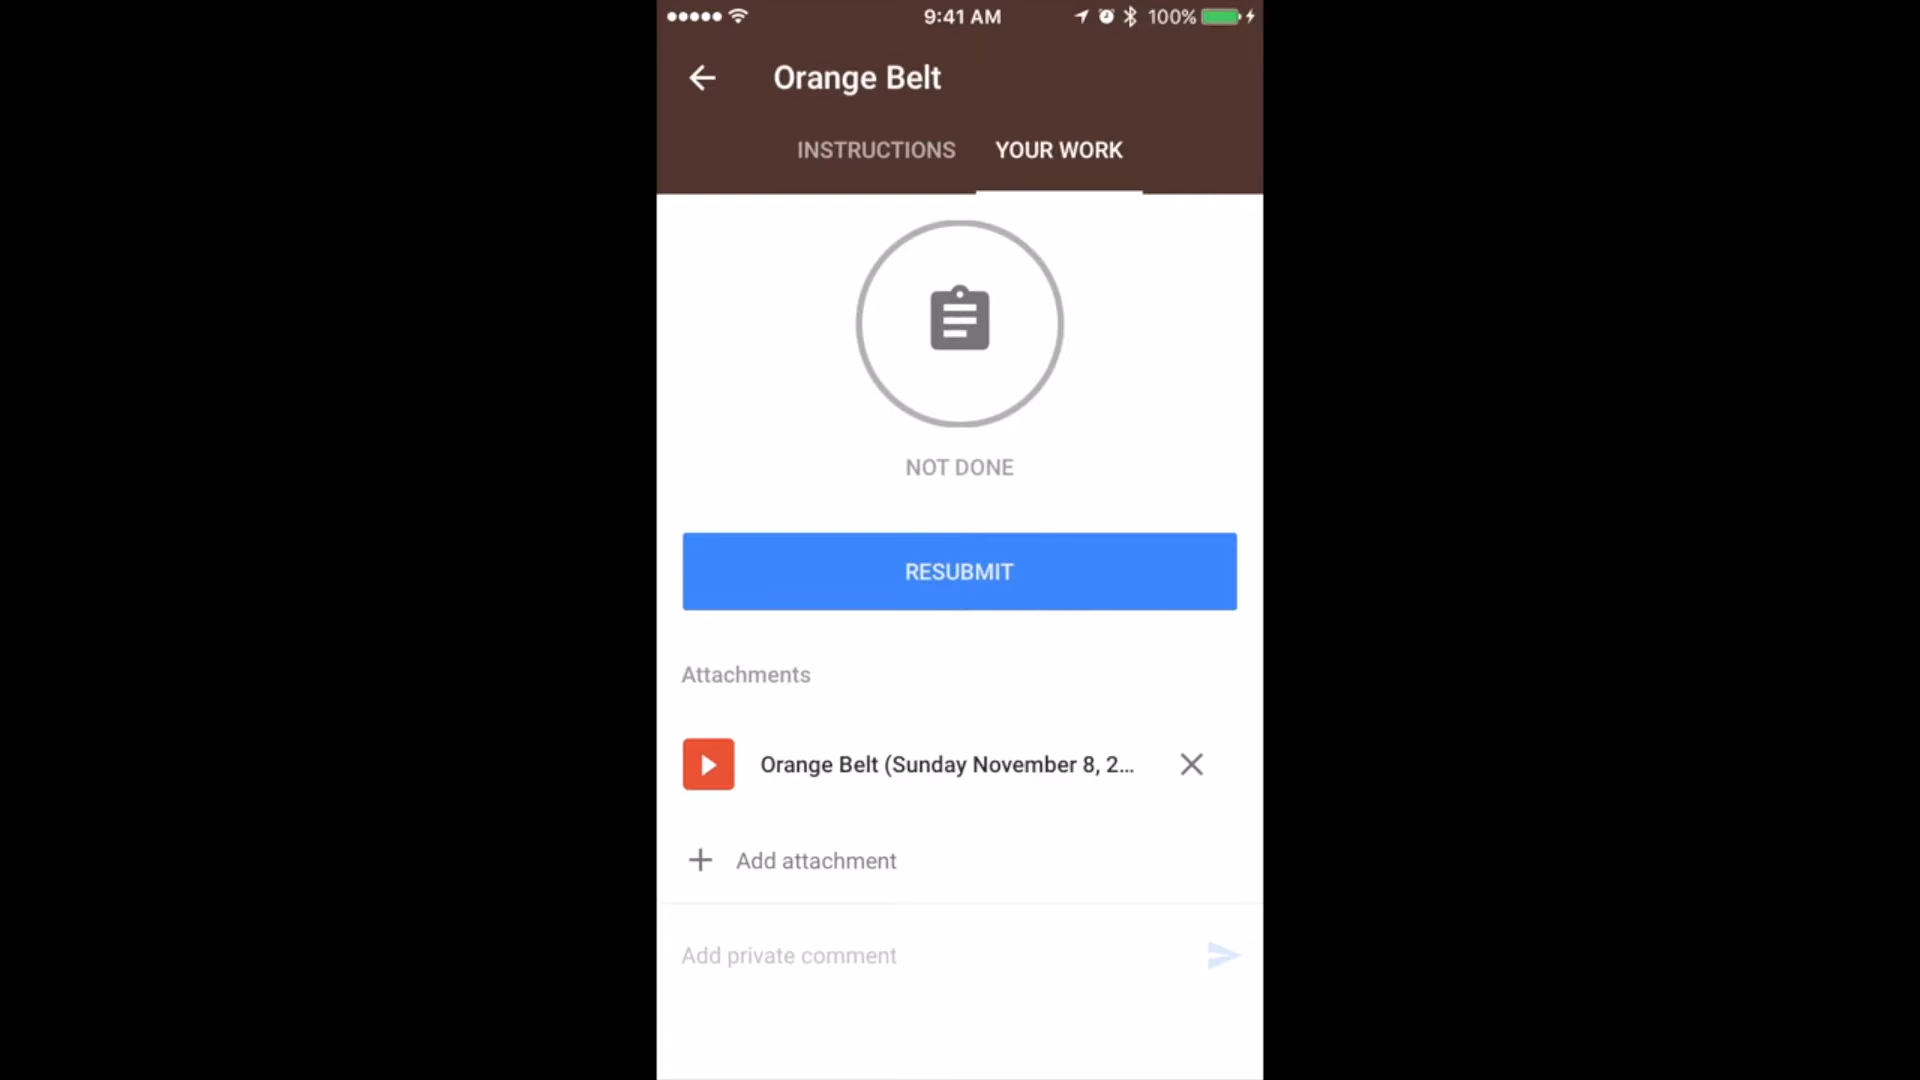 9:41 AM
100%
Orange Belt
INSTRUCTIONS
YOUR WORK
NOT DONE
RESUBMIT
Attachments
Orange Belt (Sunday November 8, 2...
Add attachment
Add private comment